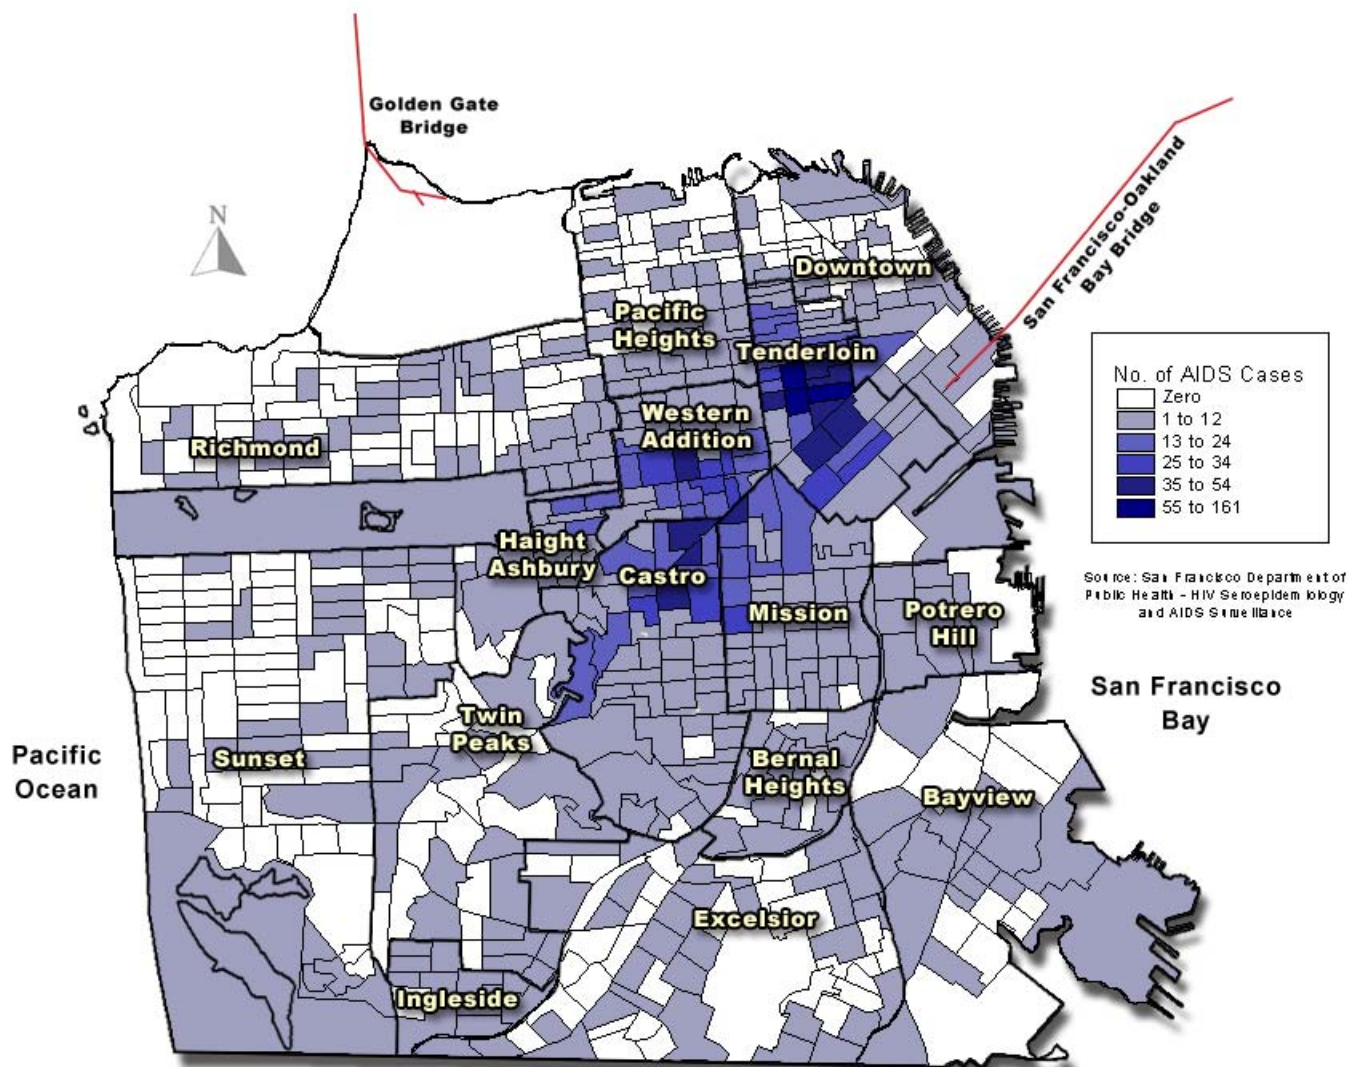 Golden Gate
Bridge
N
San Francisco-Oakland
Bay Bridge
Downtown
Pacific
Heights
Tenderloin
No. of AIDS Cases
Zero
1 to 12
13 to 24
25 to 34
35 to 54
55 to 161
Western
Addition
Richmond
Haight
Ashbury
Castro
Mission
Potrero
Hill
Source: San Francisco Department of
Public Health - HIV Seroepidemiology
and AIDS Surveillance
San Francisco
Bay
Twin
Peaks
Sunset
Pacific
Ocean
Bernal
Heights
Bayview
Excelsior
Ingleside